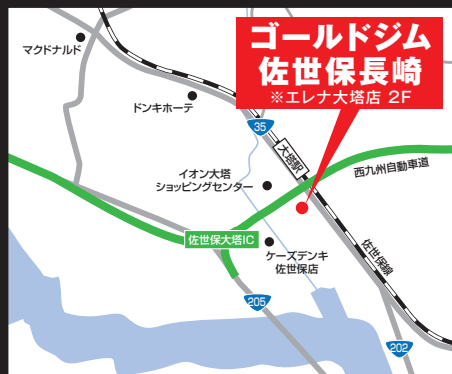 ゴールドジム
佐世保長崎
※エレナ大塔店 2F
マクドナルド
ドンキホーテ
35
大塔駅
西九州自動車道
イオン大塔
ショッピングセンター
佐世保大塔IC
ケーズデンキ
佐世保店
佐世保線
205
202